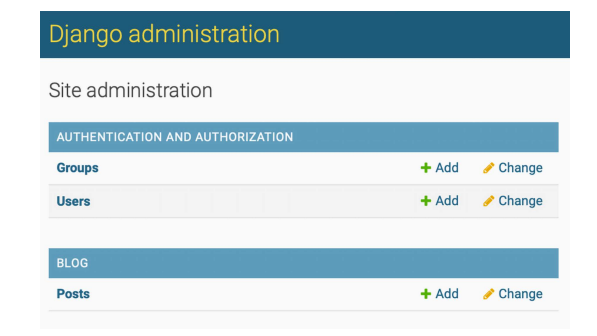 Django administration
Site administration
AUTHENTICATION AND AUTHORIZATION
Groups Add Change
Users Add Change
BLOG
Posts Add Change